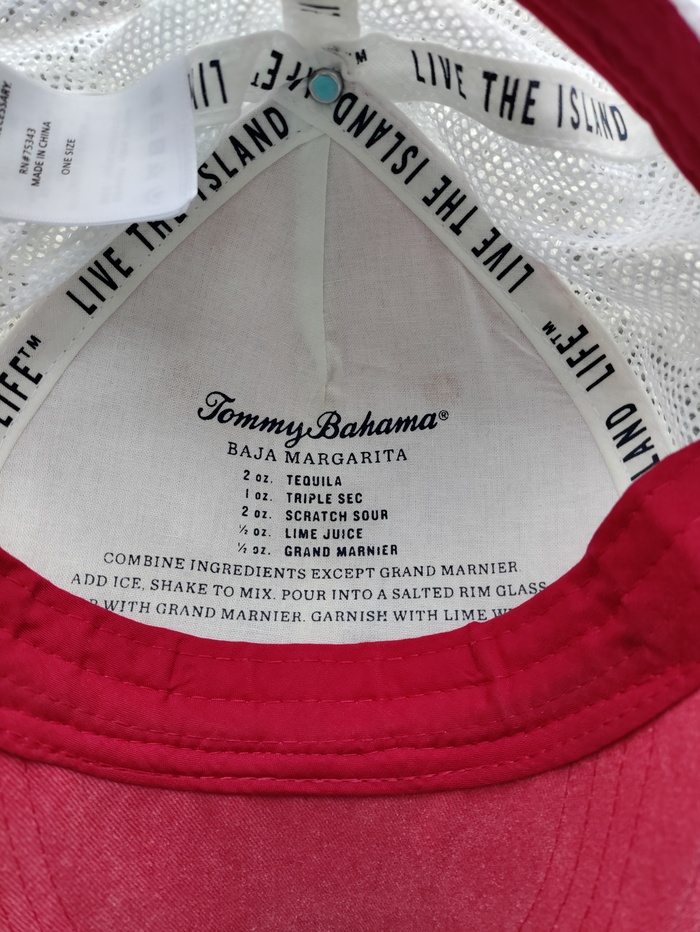 LIVE THE ISLAND
LIFE™
LIVE THE ISLAND
LIVE THE ISLAND
LIFE™
LAND LIFE™
RN#75343
MADE IN CHINA
ONE SIZE
Tommy Bahama®
BAJA MARGARITA
2 oz. TEQUILA
1 oz. TRIPLE SEC
2 oz. SCRATCH SOUR
½ oz. LIME JUICE
½ oz. GRAND MARNIER
COMBINE INGREDIENTS EXCEPT GRAND MARNIER.
ADD ICE, SHAKE TO MIX. POUR INTO A SALTED RIM GLASS
WITH GRAND MARNIER. GARNISH WITH LIME